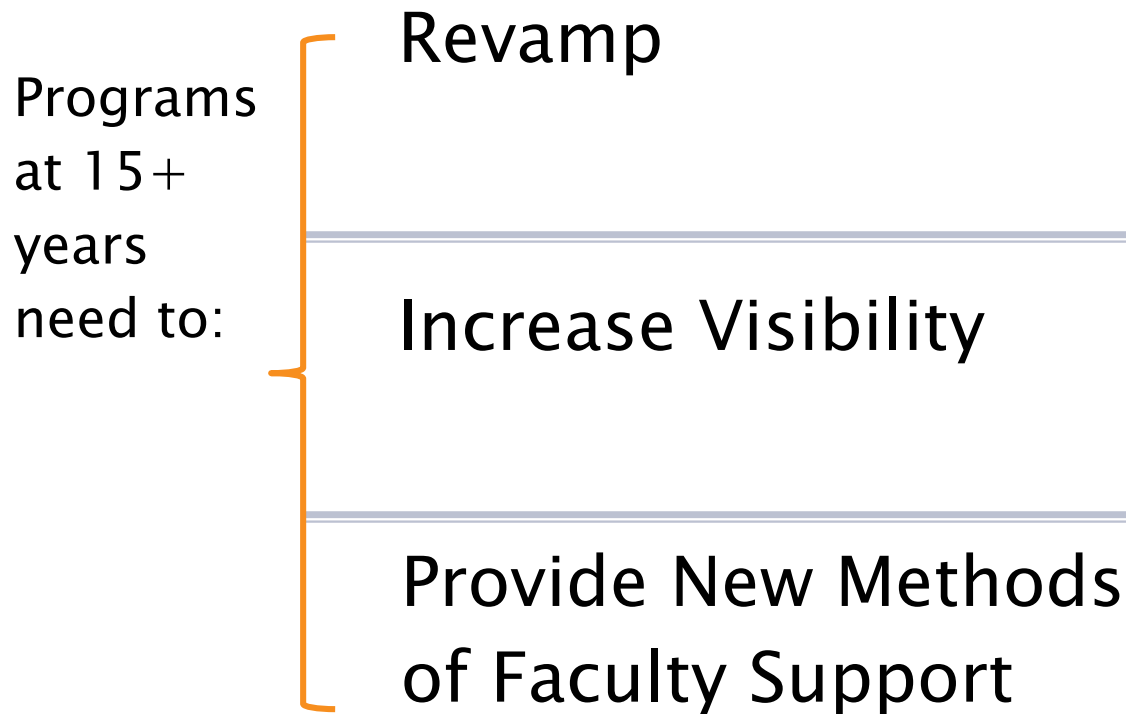 Programs
at 15+
years
need to:
Revamp
Increase Visibility
Provide New Methods
of Faculty Support